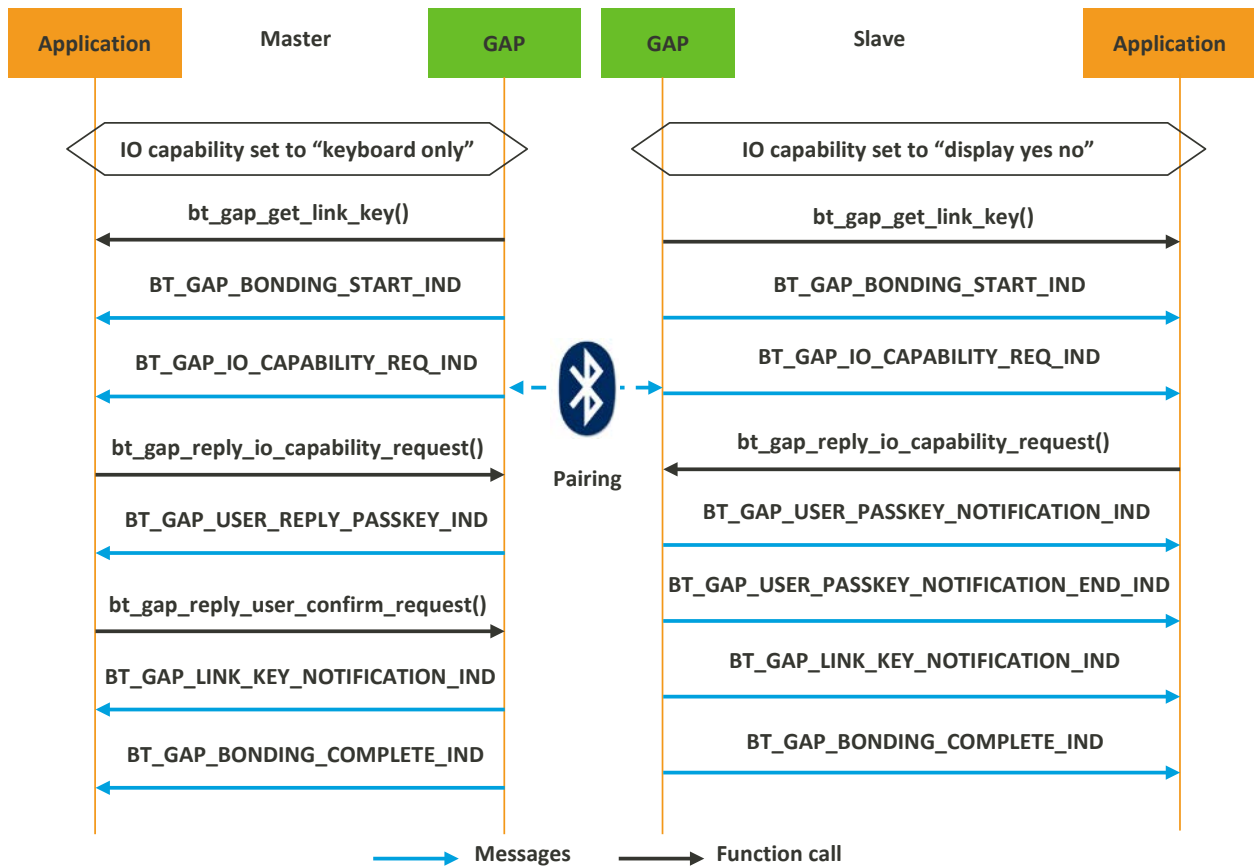 Application
Master
GAP
GAP
Slave
Application
IO capability set to “keyboard only”
IO capability set to “display yes no”
bt_gap_get_link_key()
bt_gap_get_link_key()
BT_GAP_BONDING_START_IND
BT_GAP_BONDING_START_IND
BT_GAP_IO_CAPABILITY_REQ_IND
BT_GAP_IO_CAPABILITY_REQ_IND
bt_gap_reply_io_capability_request()
bt_gap_reply_io_capability_request()
Pairing
BT_GAP_USER_REPLY_PASSKEY_IND
BT_GAP_USER_PASSKEY_NOTIFICATION_IND
bt_gap_reply_user_confirm_request()
BT_GAP_USER_PASSKEY_NOTIFICATION_END_IND
BT_GAP_LINK_KEY_NOTIFICATION_IND
BT_GAP_LINK_KEY_NOTIFICATION_IND
BT_GAP_BONDING_COMPLETE_IND
BT_GAP_BONDING_COMPLETE_IND
Messages
Function call